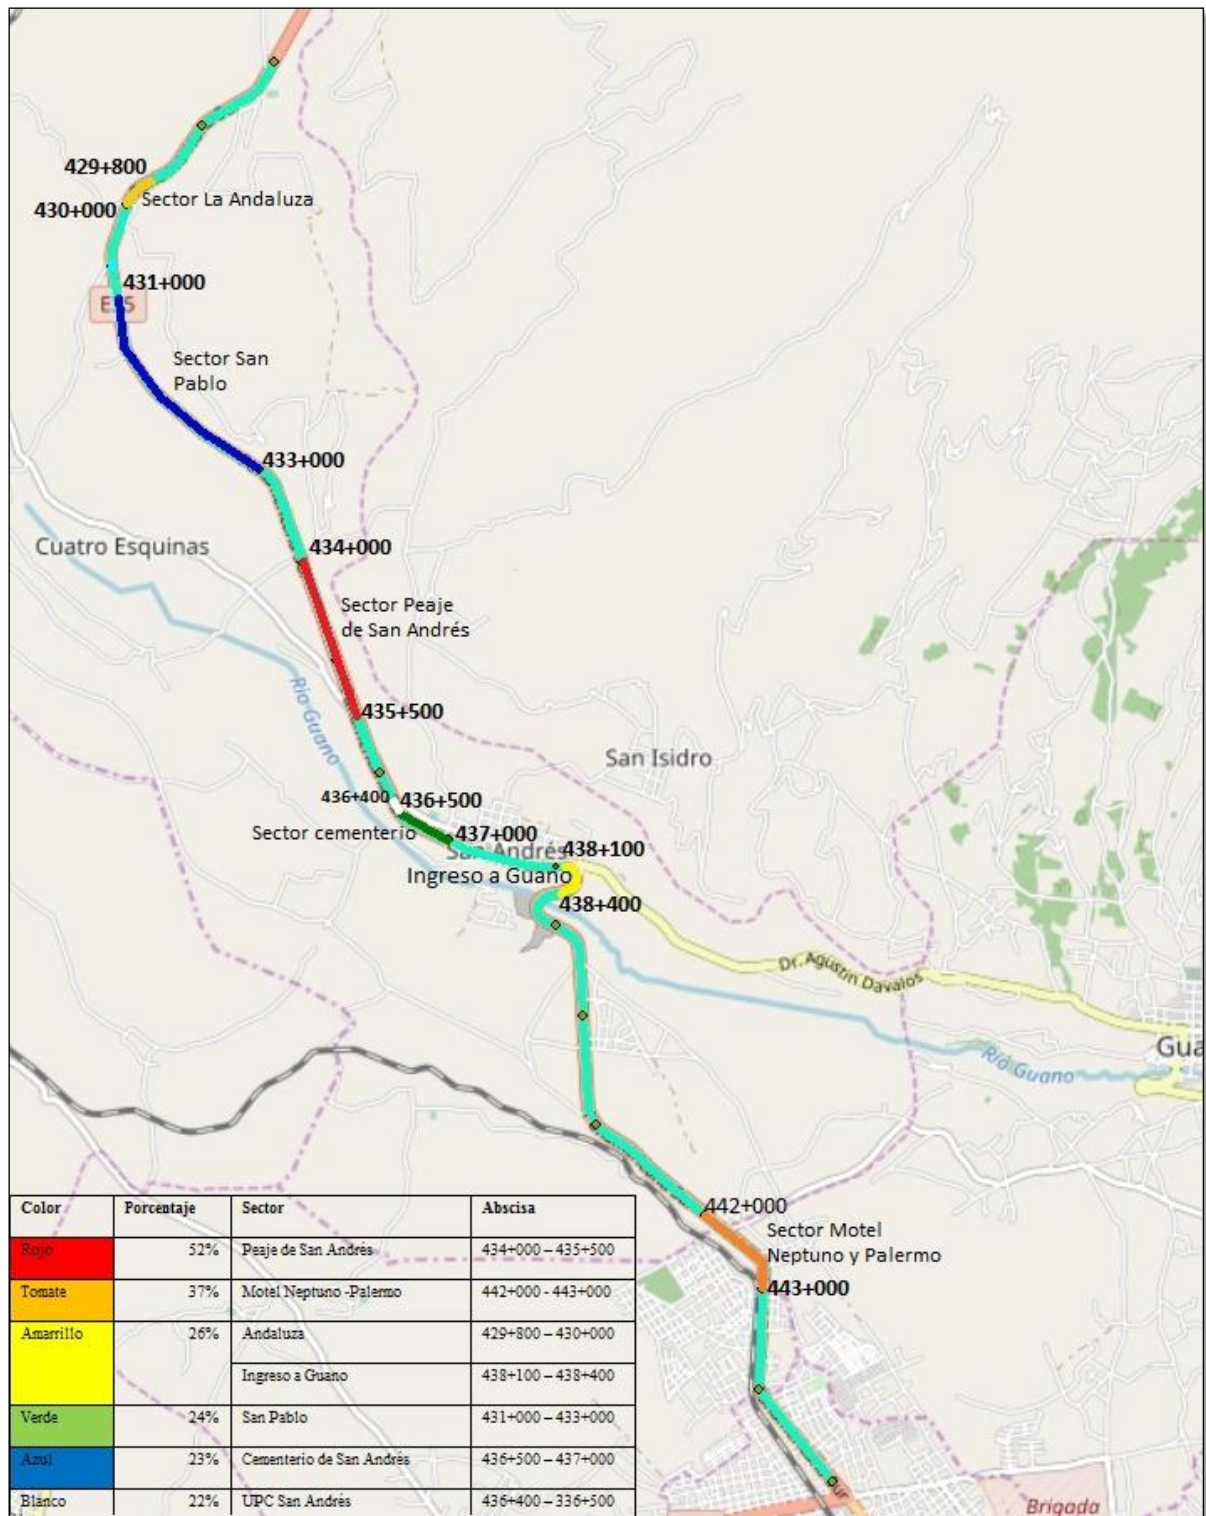 429+800
Sector La Andaluza
430+000
431+000
E35
Sector San
Pablo
433+000
Cuatro Esquinas
434+000
Sector Peaje
de San Andrés
Río Guano
435+500
San Isidro
436+400
436+500
Sector cementerio
437+000
San Andrés
438+100
Ingreso a Guano
438+400
Dr. Agustín Dávalos
Gua
Río Guano
442+000
Sector Motel
Neptuno y Palermo
443+000
Color Porcentaje Sector Abscisa
Rojo 52% Peaje de San Andrés 434+000 – 435+500
Tomate 37% Motel Neptuno -Palermo 442+000 - 443+000
Amarrillo 26% Andaluza 429+800 – 430+000
Ingreso a Guano 438+100 – 438+400
Verde 24% San Pablo 431+000 – 433+000
Azul 23% Cementerio de San Andrés 436+500 – 437+000
Blanco 22% UPC San Andrés 436+400 – 336+500
ur
Brigada